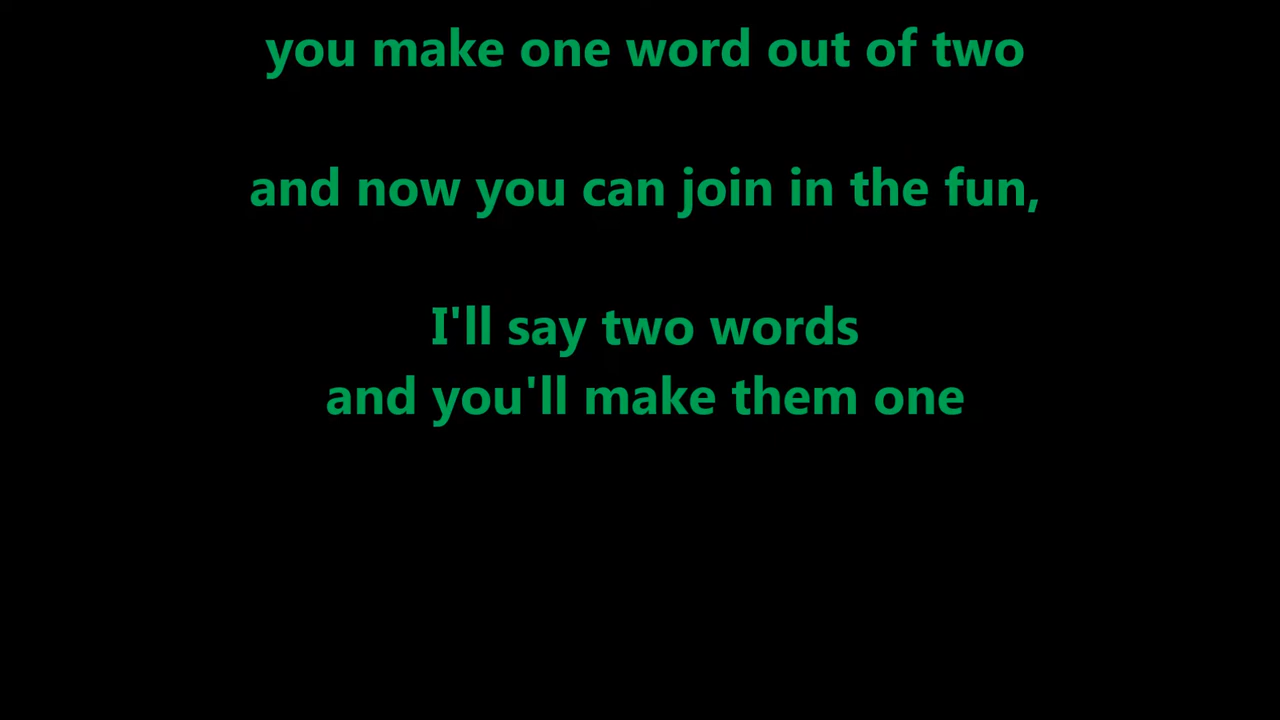 you make one word out of two
and now you can join in the fun,
I'll say two words
and you'll make them one